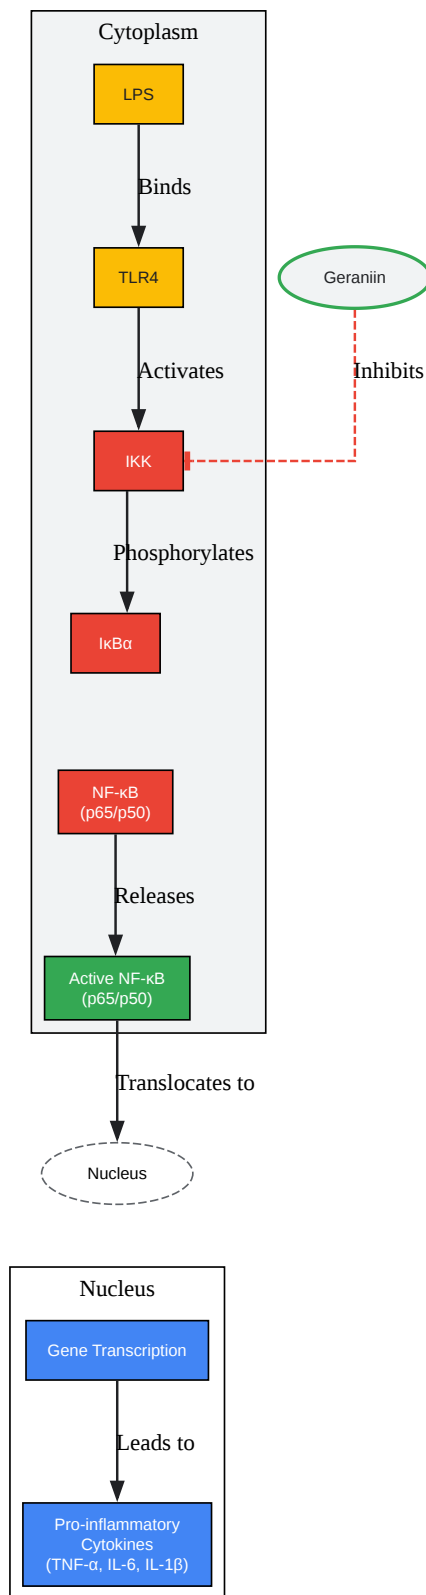 Cytoplasm
LPS
Binds
TLR4
Geraniin
Activates
Inhibits
IKK
Phosphorylates
IκBα
NF-κB
(p65/p50)
Releases
Active NF-κB
(p65/p50)
Translocates to
Nucleus
Nucleus
Gene Transcription
Leads to
Pro-inflammatory
Cytokines
(TNF-α, IL-6, IL-1β)